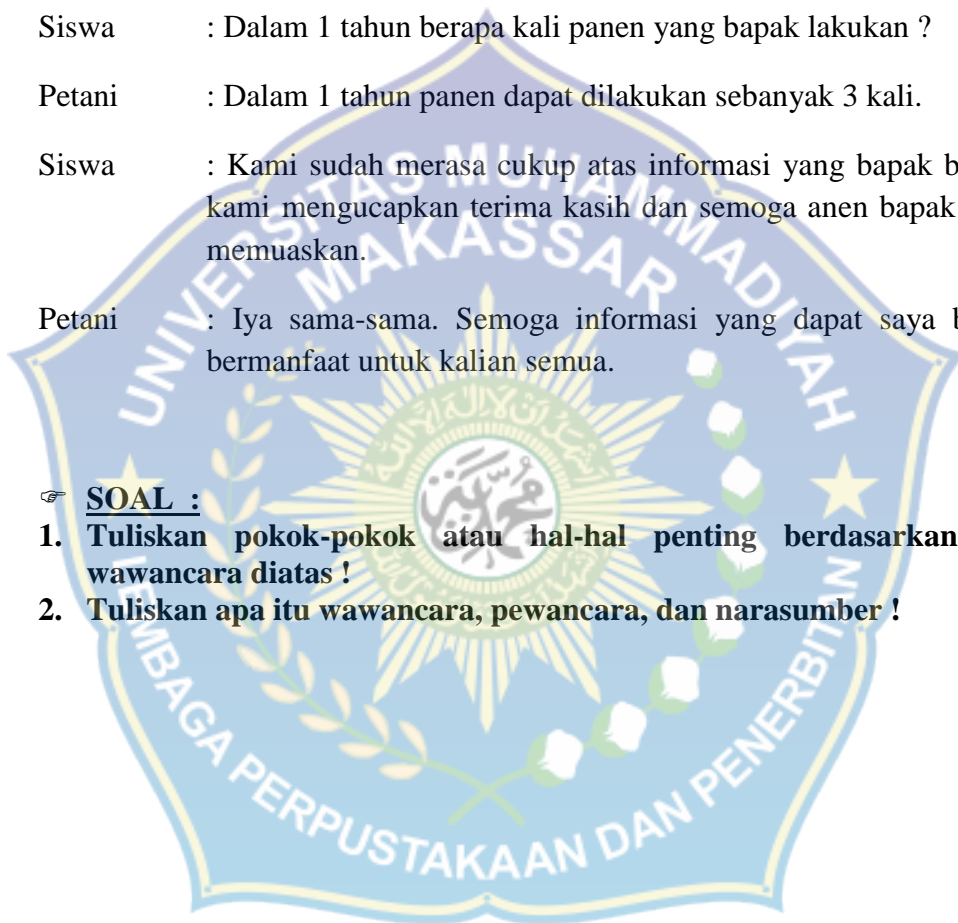 Siswa : Dalam 1 tahun berapa kali panen yang bapak lakukan ?
Petani : Dalam 1 tahun panen dapat dilakukan sebanyak 3 kali.
Siswa : Kami sudah merasa cukup atas informasi yang bapak b
kami mengucapkan terima kasih dan semoga anen bapak
memuaskan.
Petani : Iya sama-sama. Semoga informasi yang dapat saya b
bermanfaat untuk kalian semua.
☞ SOAL :
1. Tuliskan pokok-pokok atau hal-hal penting berdasarkan
wawancara diatas !
2. Tuliskan apa itu wawancara, pewancara, dan narasumber !
UNIVERSITAS MUHAMMADIYAH
MAKASSAR
LEMBAGA PERPUSTAKAAN DAN PENERBITAN